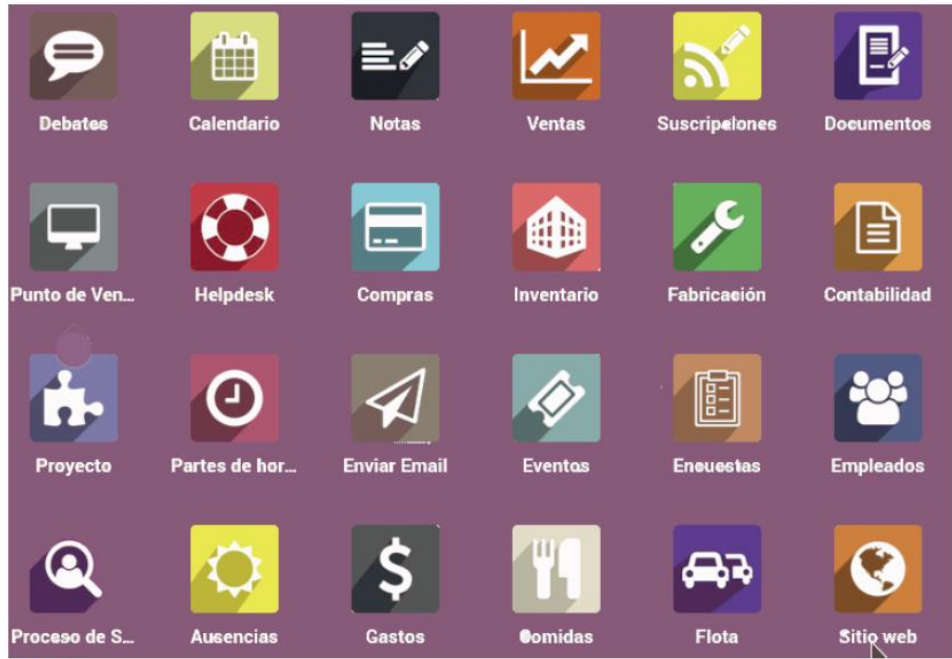 Debates
Calendario
Notas
Ventas
Suscripciones
Documentos
Punto de Ven...
Helpdesk
Compras
Inventario
Fabricación
Contabilidad
Proyecto
Partes de hor...
Enviar Email
Eventos
Encuestas
Empleados
Proceso de S...
Ausencias
Gastos
Comidas
Flota
Sitio web